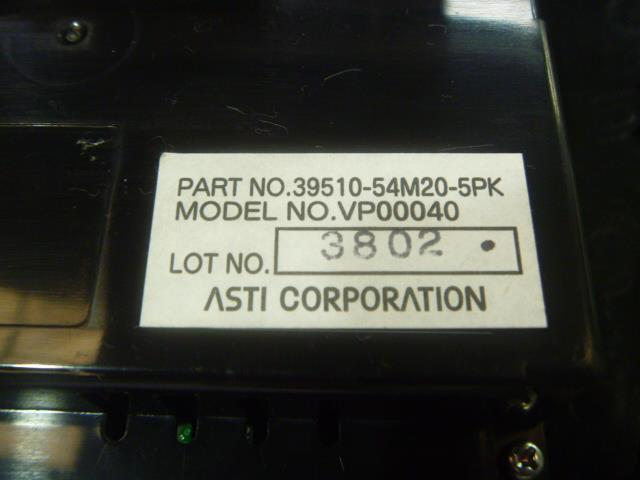 PART NO.39510-54M20-5PK
MODEL NO.VP00040
LOT NO. 3802 •
ASTI CORPORATION